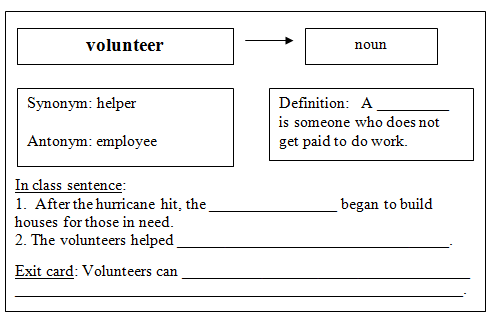 volunteer
noun
Synonym: helper
Antonym: employee
Definition: A _________
is someone who does not
get paid to do work.
In class sentence:
1. After the hurricane hit, the ________________ began to build
houses for those in need.
2. The volunteers helped __________________________________.
Exit card: Volunteers can ____________________________________
________________________________________________________.